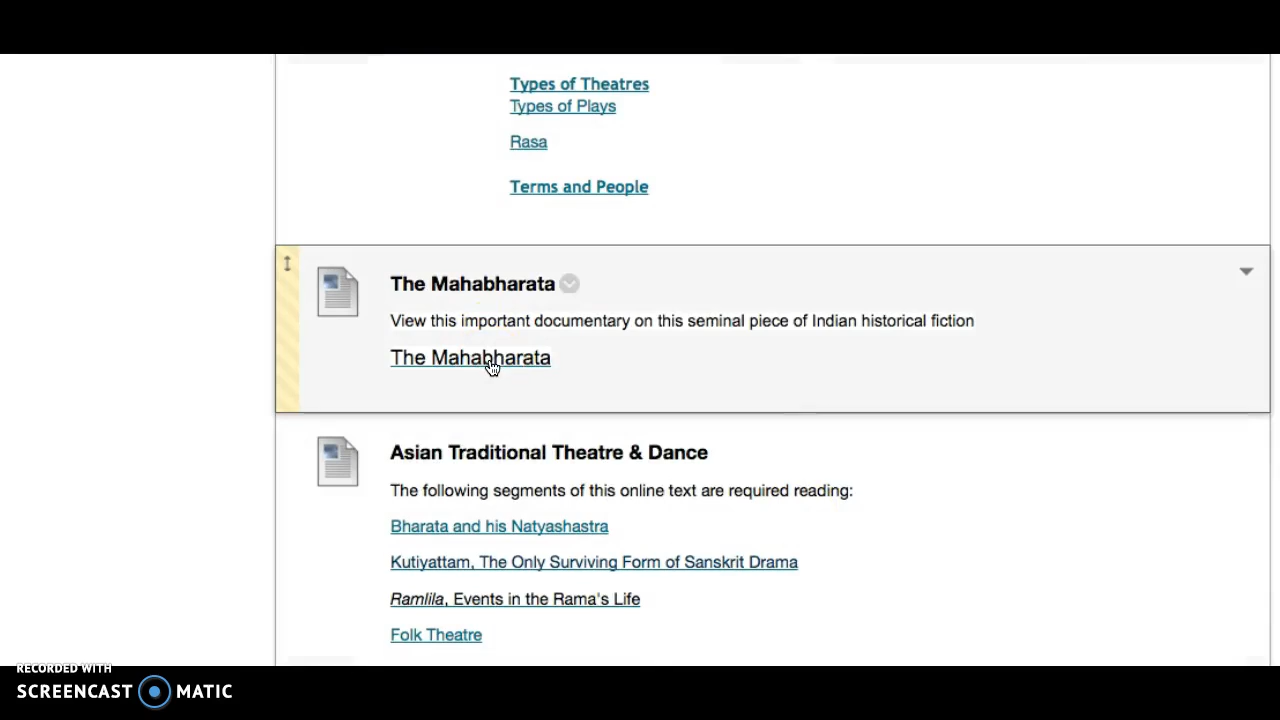 Types of Theatres
Types of Plays
Rasa
Terms and People
The Mahabharata
View this important documentary on this seminal piece of Indian historical fiction
The Mahabharata
Asian Traditional Theatre & Dance
The following segments of this online text are required reading:
Bharata and his Natyashastra
Kutiyattam, The Only Surviving Form of Sanskrit Drama
Ramlila, Events in the Rama's Life
Folk Theatre
RECORDED WITH
SCREENCAST MATIC